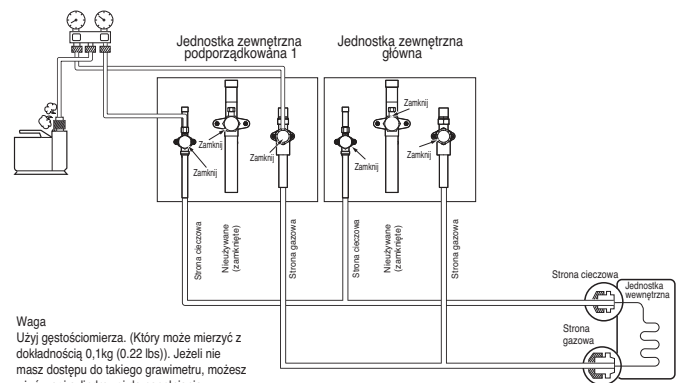 Jednostka zewnętrzna
podporządkowana 1
Jednostka zewnętrzna
główna
Zamknij
Zamknij
Zamknij
Zamknij
Zamknij
Zamknij
Strona cieczowa
Nieużywane
(zamknięte)
Strona gazowa
Strona cieczowa
Nieużywane
(zamknięte)
Strona gazowa
Strona cieczowa
Jednostka
wewnętrzna
Strona
gazowa
Waga
Użyj gęstościomierza. (Który może mierzyć z
dokładnością 0,1kg (0.22 lbs)). Jeżeli nie
masz dostępu do takiego grawimetru, możesz